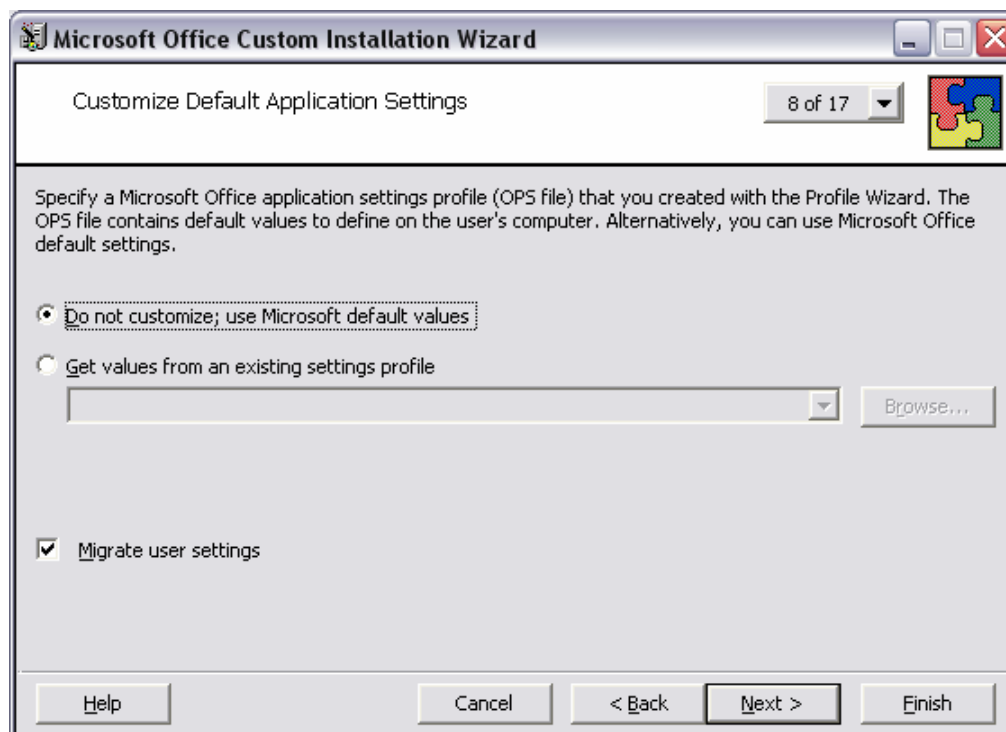 Microsoft Office Custom Installation Wizard
Customize Default Application Settings
8 of 17
Specify a Microsoft Office application settings profile (OPS file) that you created with the Profile Wizard. The
OPS file contains default values to define on the user's computer. Alternatively, you can use Microsoft Office
default settings.
Do not customize; use Microsoft default values
Get values from an existing settings profile
Browse...
Migrate user settings
Help
Cancel
< Back
Next >
Finish